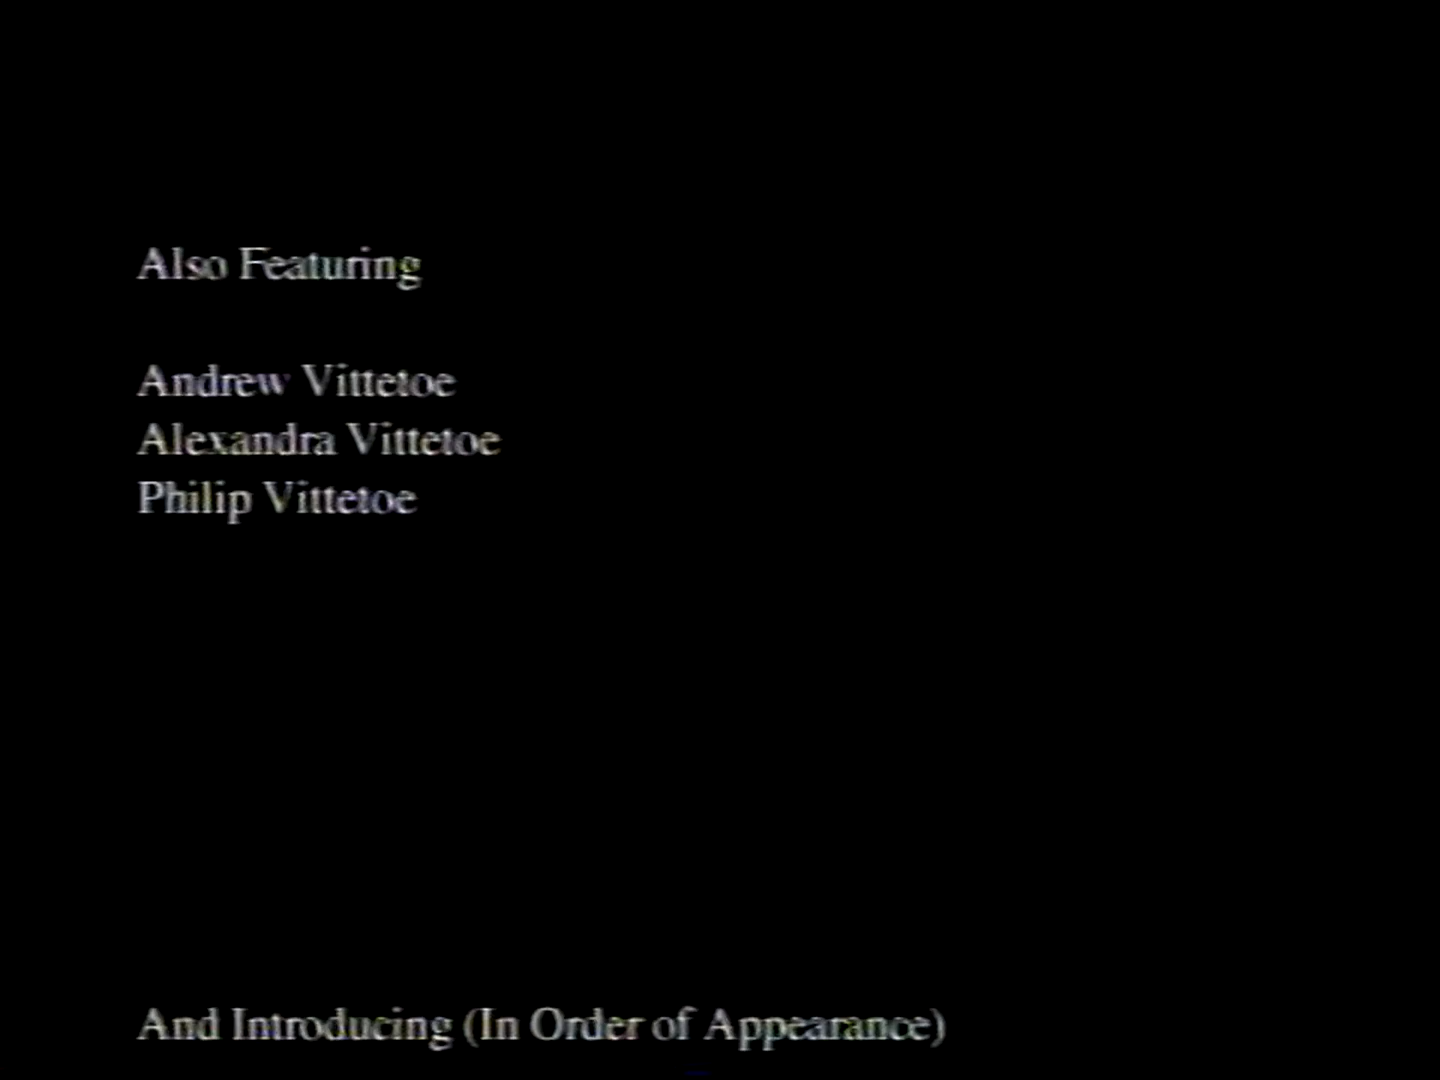 Also Featuring
Andrew Vittetoe
Alexandra Vittetoe
Philip Vittetoe
And Introducing (In Order of Appearance)